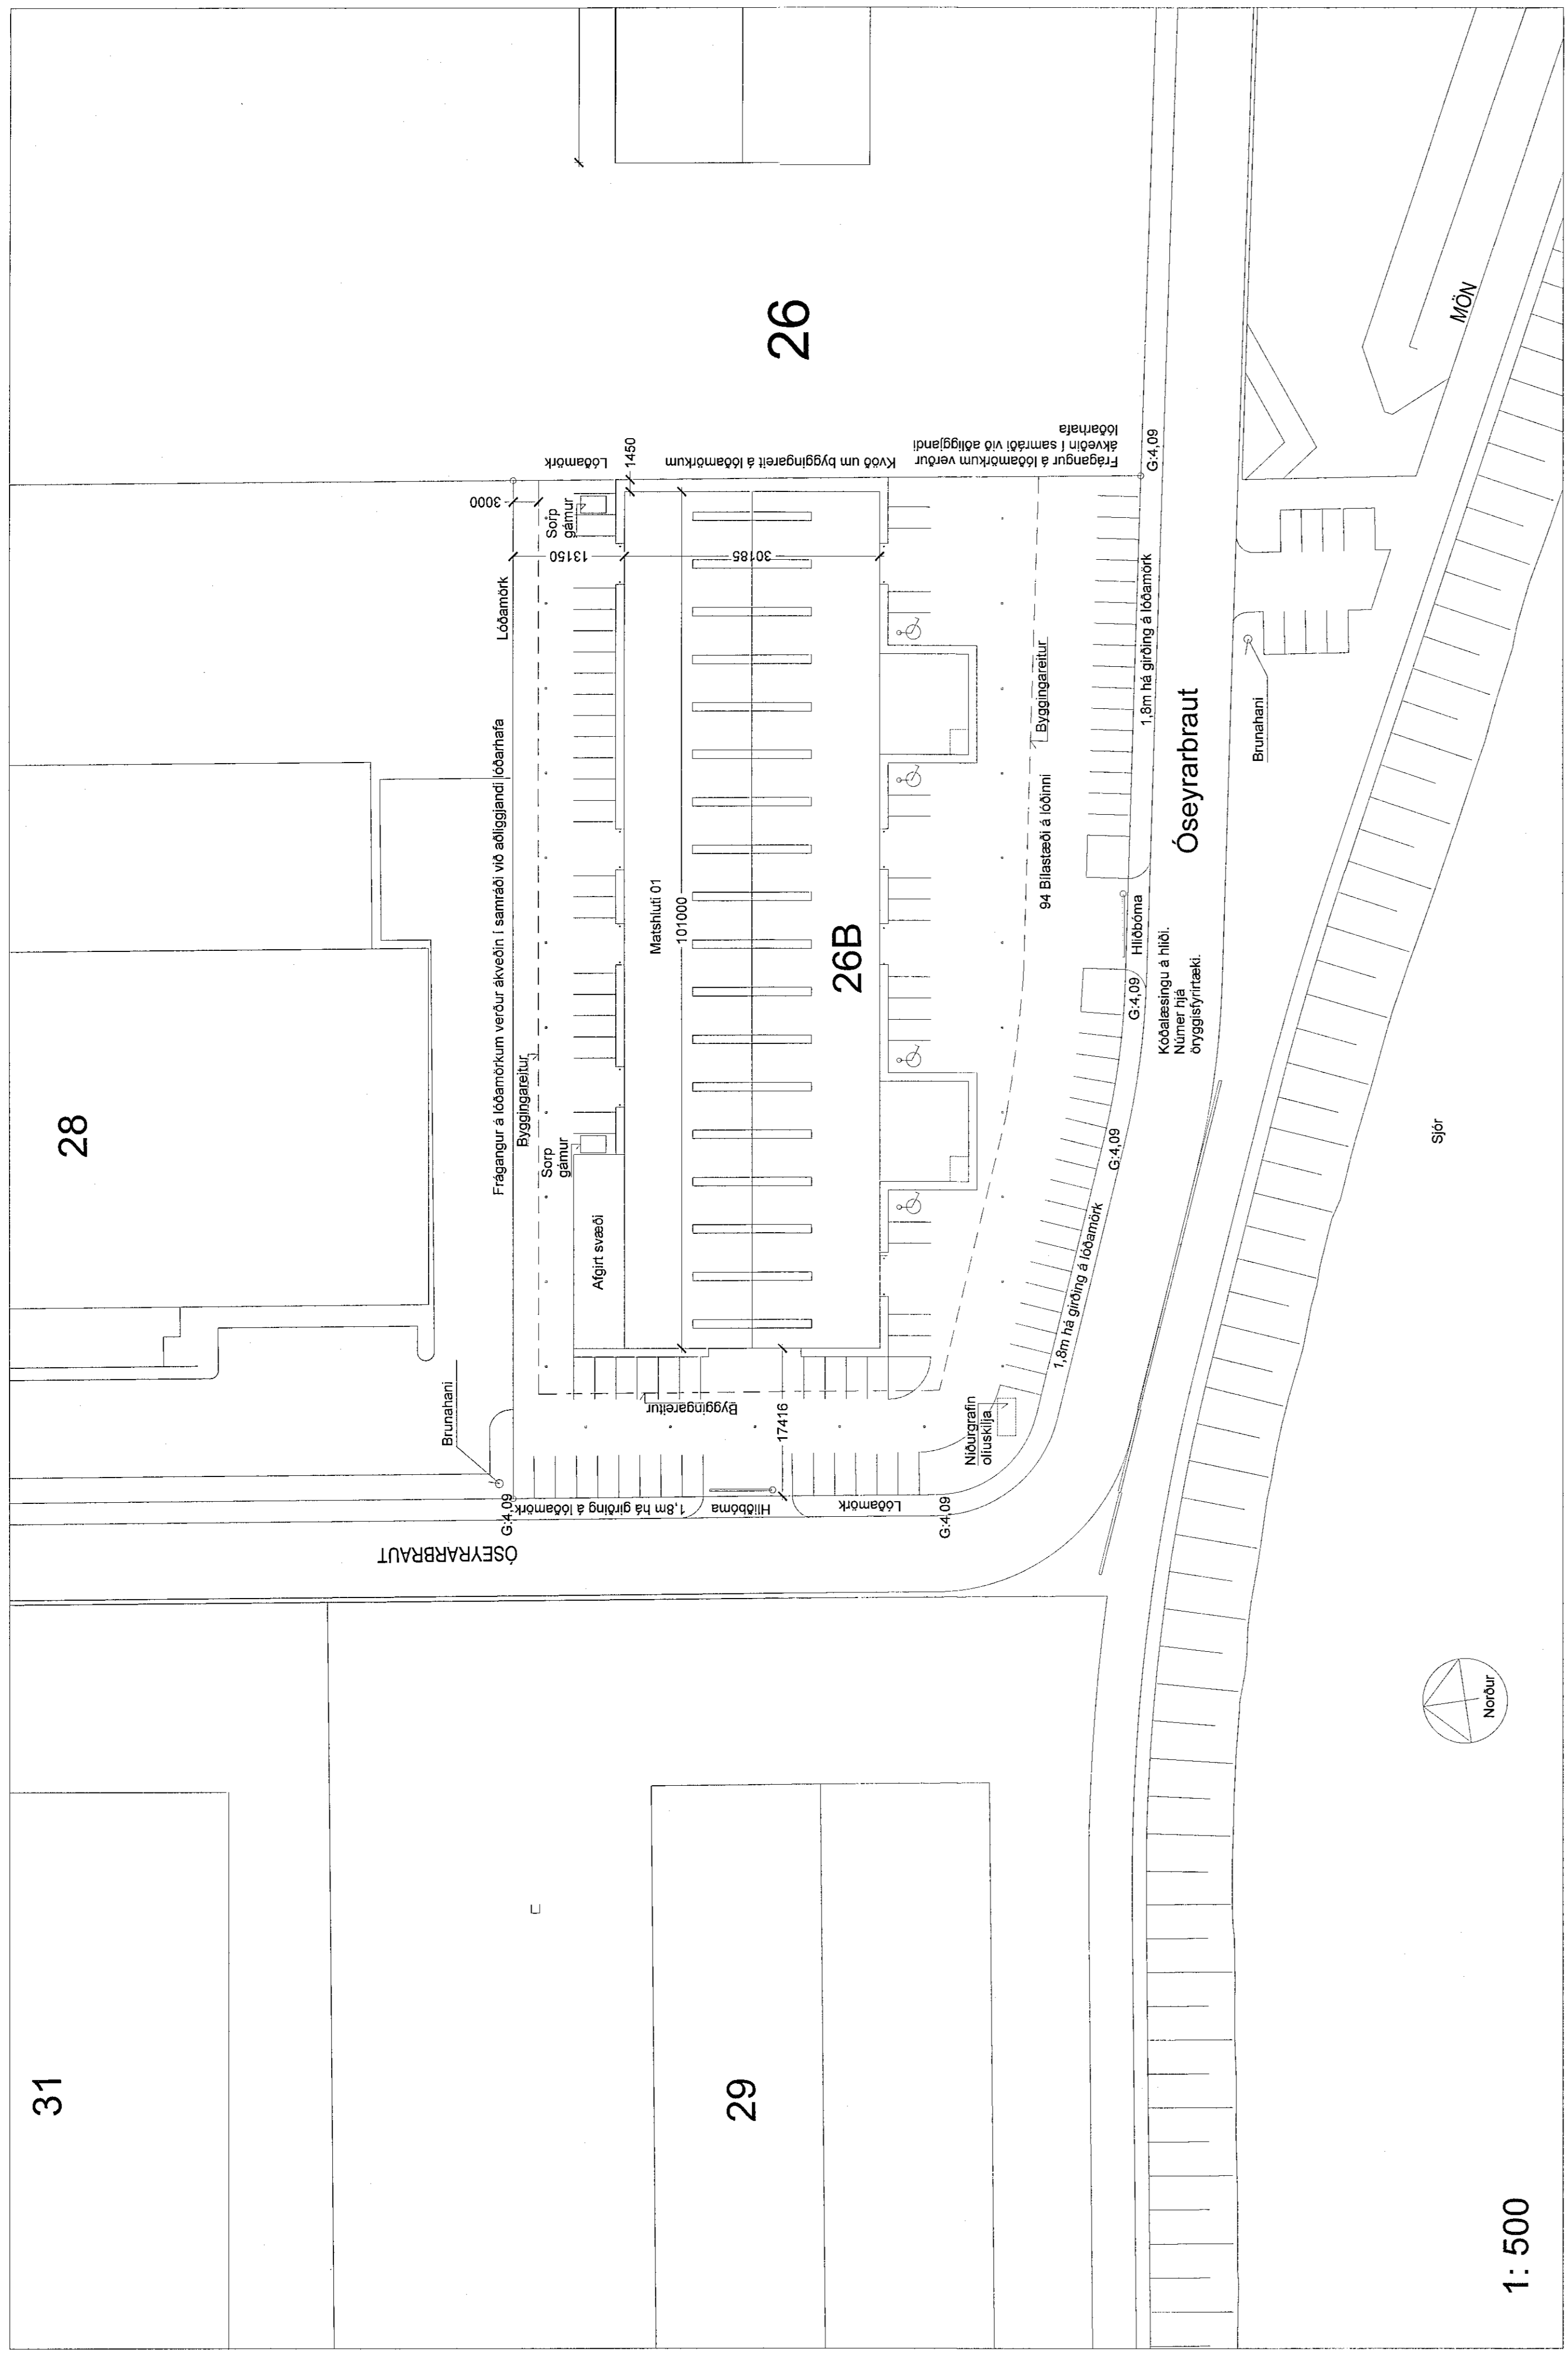 31
28
29
26
26B
ÓSEYRARBRAUT
Brunahani
G:4,09
1,8m há girðing á lóðamörk
Hliðbóma
Lóðamörk
G:4,09
Frágangur á lóðamörkum verður ákveðin í samráði við aðliggjandi lóðarhafa
Lóðamörk
Byggingareitur
Byggingareitur
17416
Niðurgrafin
olíuskilja
Sorp
gámur
Afgirt svæði
Matshluti 01
101000
Sorp
gámur
3000
13150
30185
1450
Lóðamörk
Kvöð um byggingareit á lóðamörkum
Frágangur á lóðamörkum verður
ákveðin í samráði við aðliggjandi
lóðarhafa
G:4,09
94 Bílastæði á lóðinni
Byggingareitur
1,8m há girðing á lóðamörk
G:4,09
G:4,09
Hliðbóma
1,8m há girðing á lóðamörk
Kóðalæsingu á hliði.
Númer hjá
öryggisfyrirtæki.
Óseyrarbraut
Brunahani
MÖN
Sjór
Norður
1: 500